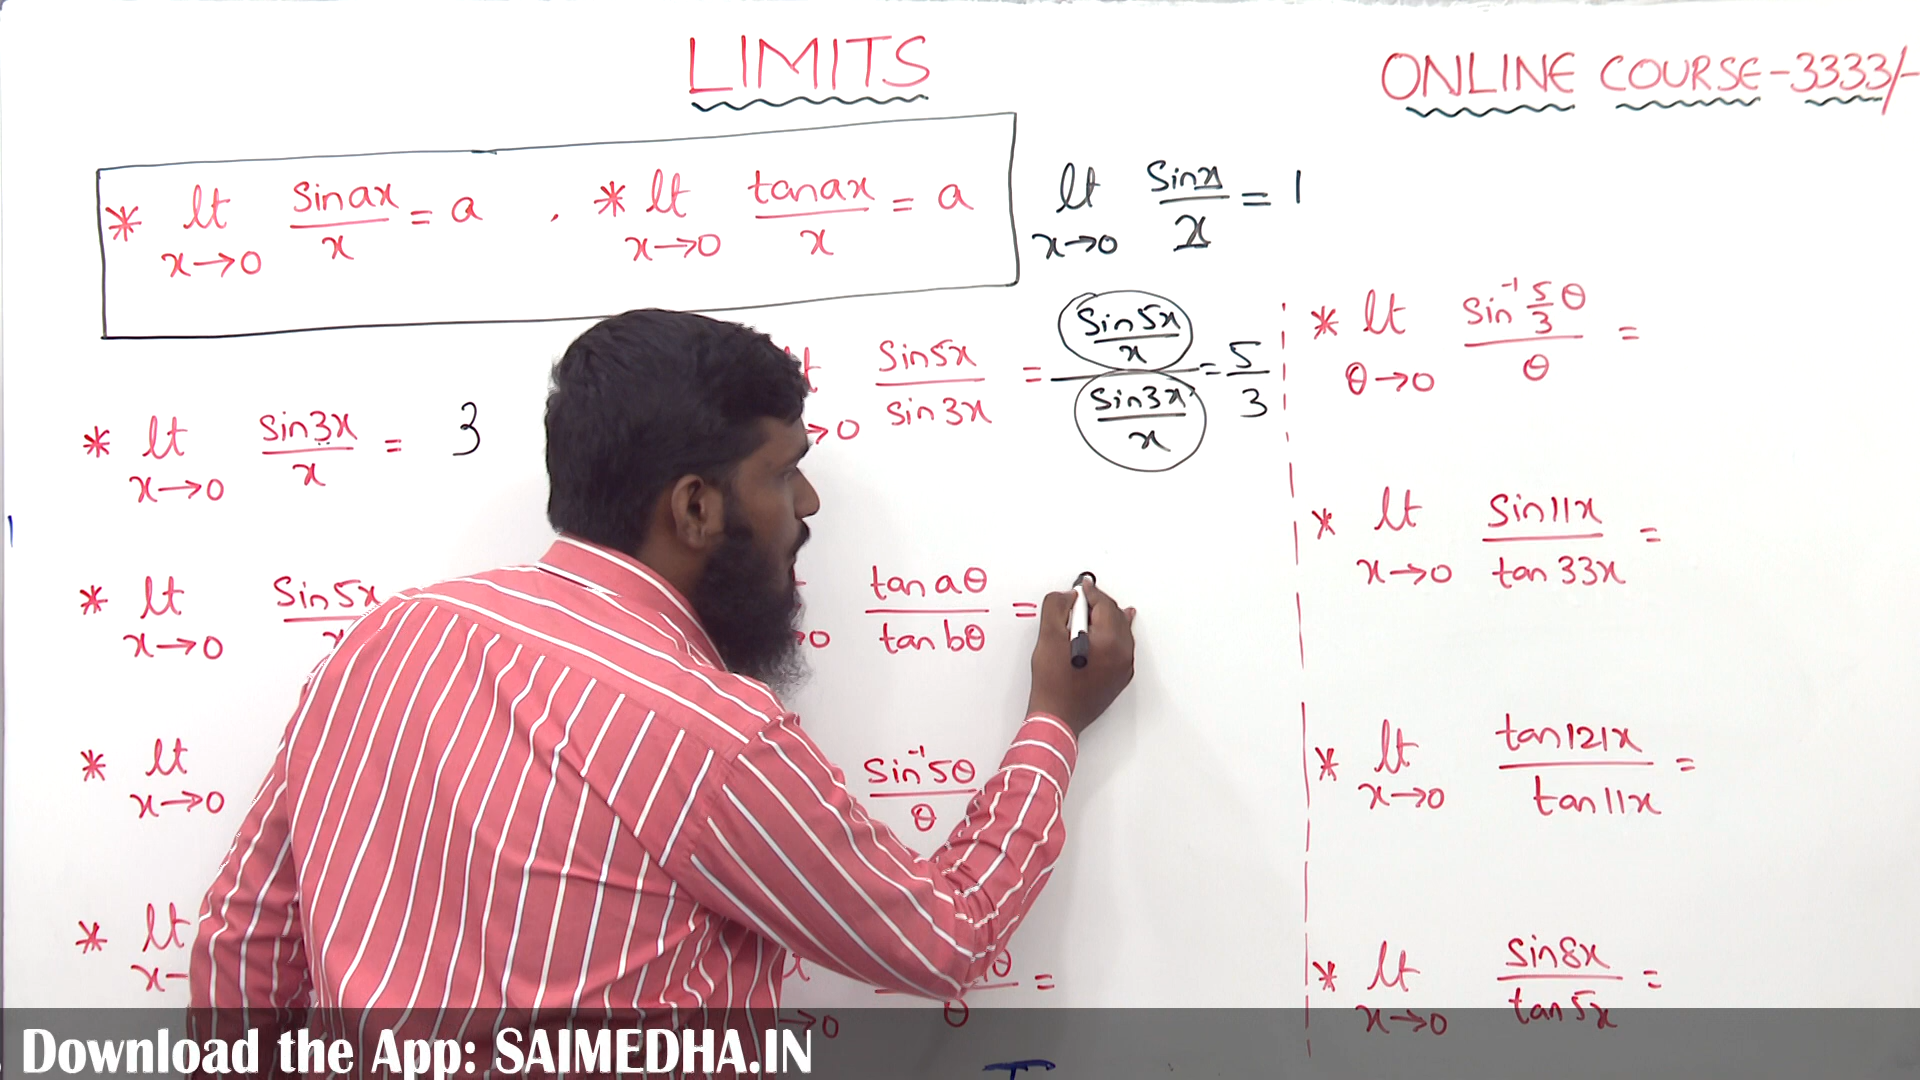 LIMITS
ONLINE COURSE-3333/-
* lt x→0 sinax/x = a , * lt x→0 tanax/x = a
lt x→0 Sinx/x = 1
* lt x→0 sin3x/x = 3
* lt x→0 Sin5x
* lt x→0
* lt
Sin5x/sin3x = (Sin5x/x)/(Sin3x/x) = 5/3
tan aθ/tan bθ =
Sin⁻¹5θ/θ
θ =
* lt θ→0 sin⁻¹ 5/3 θ/θ =
* lt x→0 Sin11x/tan 33x =
* lt x→0 tan121x/tan11x =
* lt x→0 Sin8x/tan5x =
Download the App: SAIMEDHA.IN